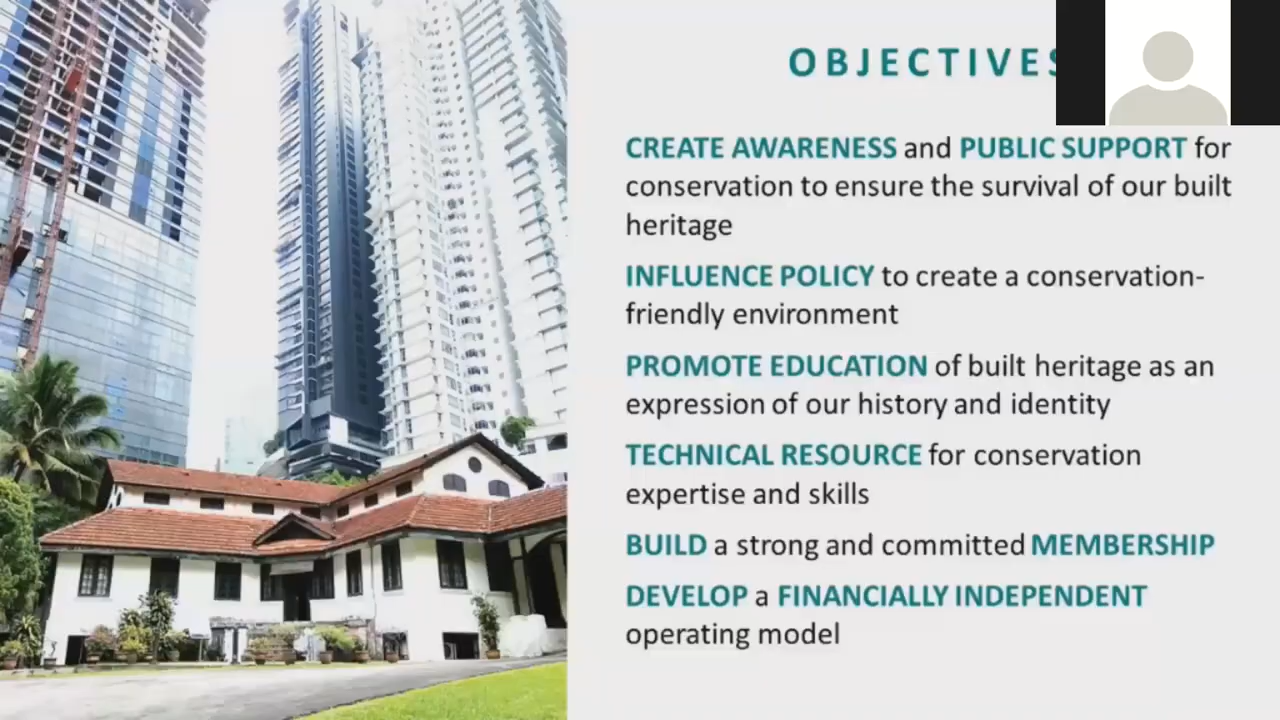 OBJECTIVES
CREATE AWARENESS and PUBLIC SUPPORT for
conservation to ensure the survival of our built
heritage
INFLUENCE POLICY to create a conservation-
friendly environment
PROMOTE EDUCATION of built heritage as an
expression of our history and identity
TECHNICAL RESOURCE for conservation
expertise and skills
BUILD a strong and committed MEMBERSHIP
DEVELOP a FINANCIALLY INDEPENDENT
operating model